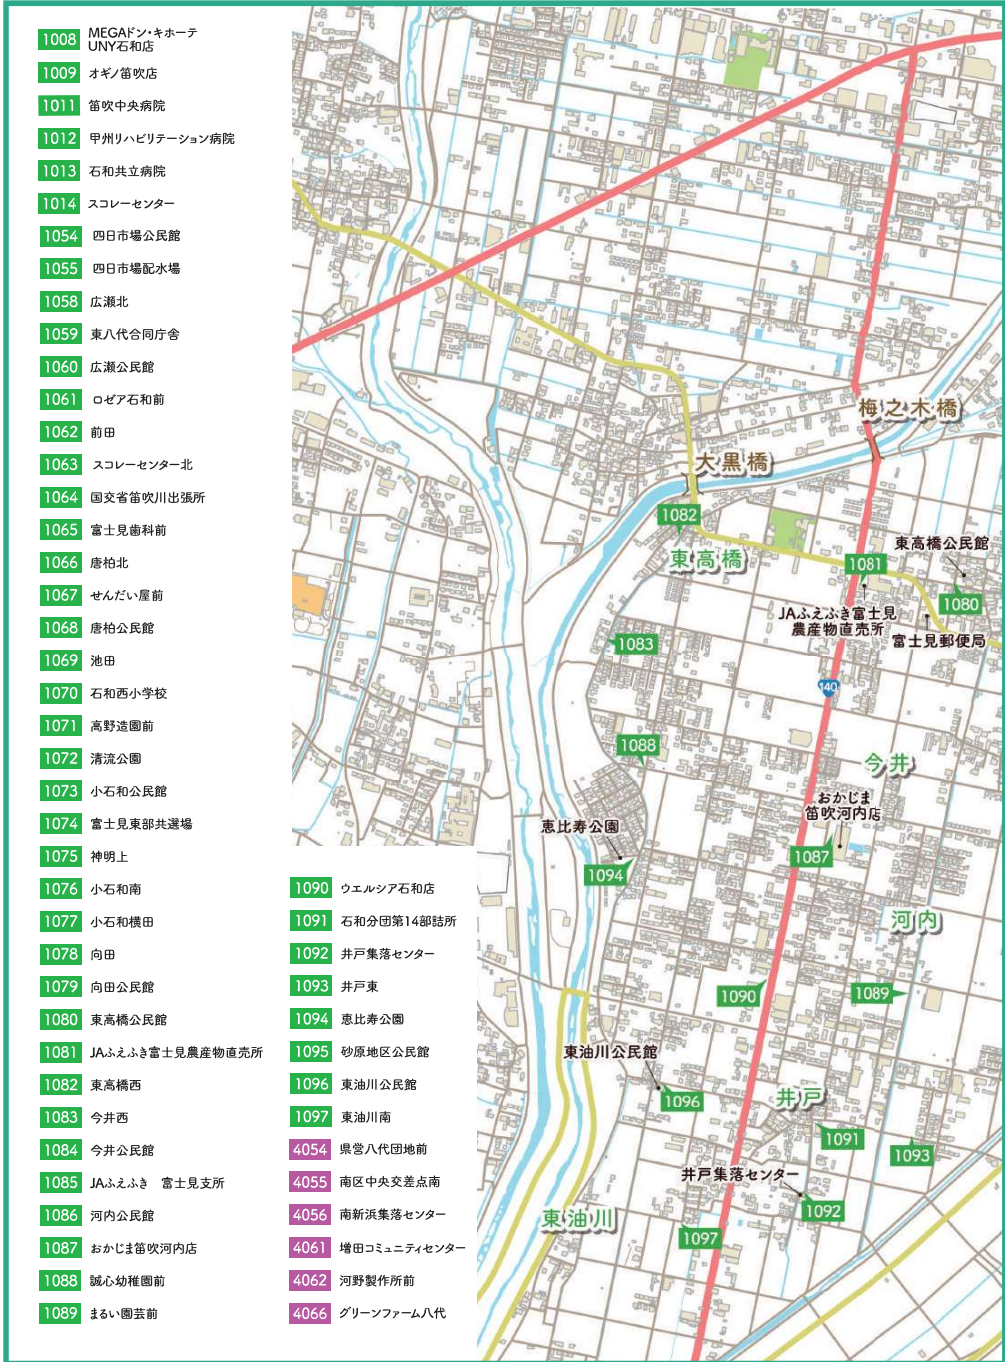 1008 MEGAドン・キホーテ
UNY石和店
1009 オギノ笛吹店
1011 笛吹中央病院
1012 甲州リハビリテーション病院
1013 石和共立病院
1014 スコレーセンター
1054 四日市場公民館
1055 四日市場配水場
1058 広瀬北
1059 東八代合同庁舎
1060 広瀬公民館
1061 ロゼア石和前
1062 前田
1063 スコレーセンター北
1064 国交省笛吹川出張所
1065 富士見歯科前
1066 唐柏北
1067 せんだい屋前
1068 唐柏公民館
1069 池田
1070 石和西小学校
1071 高野造園前
1072 清流公園
1073 小石和公民館
1074 富士見東部共選場
1075 神明上
1076 小石和南
1077 小石和横田
1078 向田
1079 向田公民館
1080 東高橋公民館
1081 JAふえふき富士見農産物直売所
1082 東高橋西
1083 今井西
1084 今井公民館
1085 JAふえふき　富士見支所
1086 河内公民館
1087 おかじま笛吹河内店
1088 誠心幼稚園前
1089 まるい園芸前
1090 ウエルシア石和店
1091 石和分団第14部詰所
1092 井戸集落センター
1093 井戸東
1094 恵比寿公園
1095 砂原地区公民館
1096 東油川公民館
1097 東油川南
4054 県営八代団地前
4055 南区中央交差点南
4056 南新浜集落センター
4061 増田コミュニティセンター
4062 河野製作所前
4066 グリーンファーム八代
梅之木橋
大黒橋
1082
東高橋
東高橋公民館
1081
1080
JAふえふき富士見
農産物直売所
富士見郵便局
1083
140
1088
今井
おかじま
笛吹河内店
恵比寿公園
1087
1094
河内
1090
1089
東油川公民館
1096
井戸
1091
1093
井戸集落センター
1092
東油川
1097